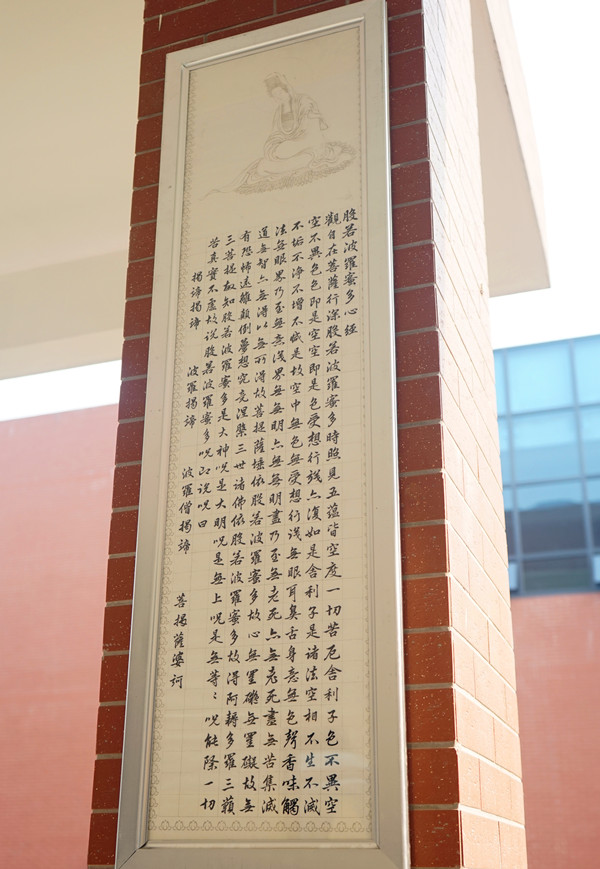 般若波羅蜜多心經
觀自在菩薩行深般若波羅蜜多時照見五蘊皆空度一切苦厄舍利子色不異空
空不異色色即是空空即是色受想行識亦復如是舍利子是諸法空相不生不滅
不垢不淨不增不減是故空中無色無受想行識無眼耳鼻舌身意無色聲香味觸
法無眼界乃至無意識界無無明亦無無明盡乃至無老死亦無老死盡無苦集滅
道無智亦無得以無所得故菩提薩埵依般若波羅蜜多故心無罣礙無罣礙故無
有恐怖遠離顛倒夢想究竟涅槃三世諸佛依般若波羅蜜多故得阿耨多羅三藐
三菩提故知般若波羅蜜多是大神咒是大明咒是無上咒是無等々咒能除一切
苦真實不虛故說般若波羅蜜多咒即說咒曰
揭諦揭諦 波羅揭諦 波羅僧揭諦 菩提薩婆訶